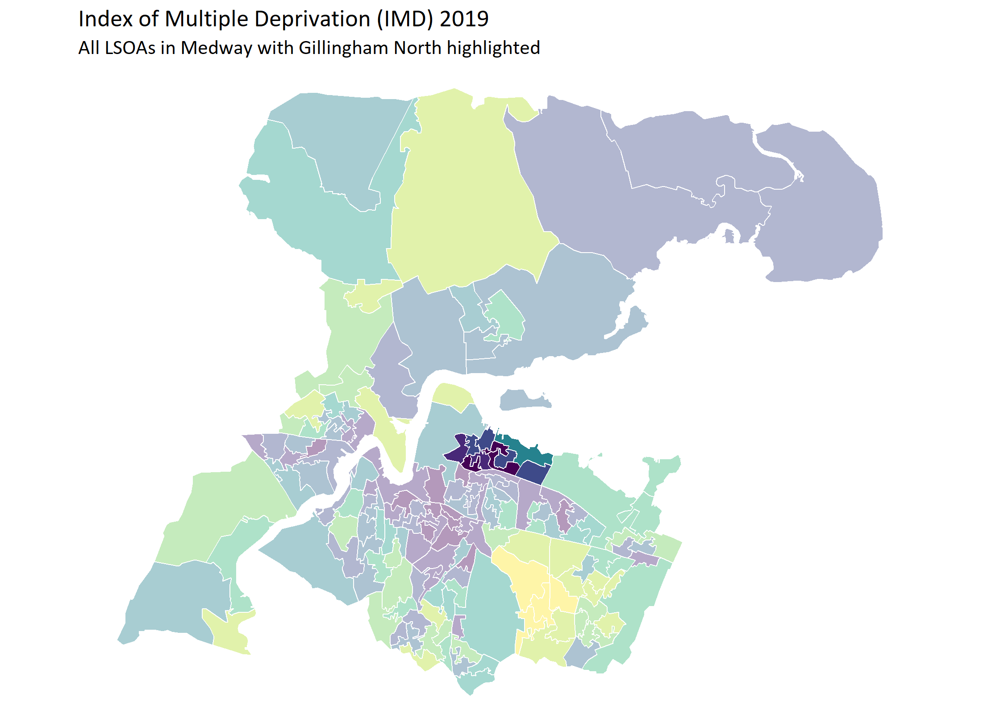 Index of Multiple Deprivation (IMD) 2019
All LSOAs in Medway with Gillingham North highlighted